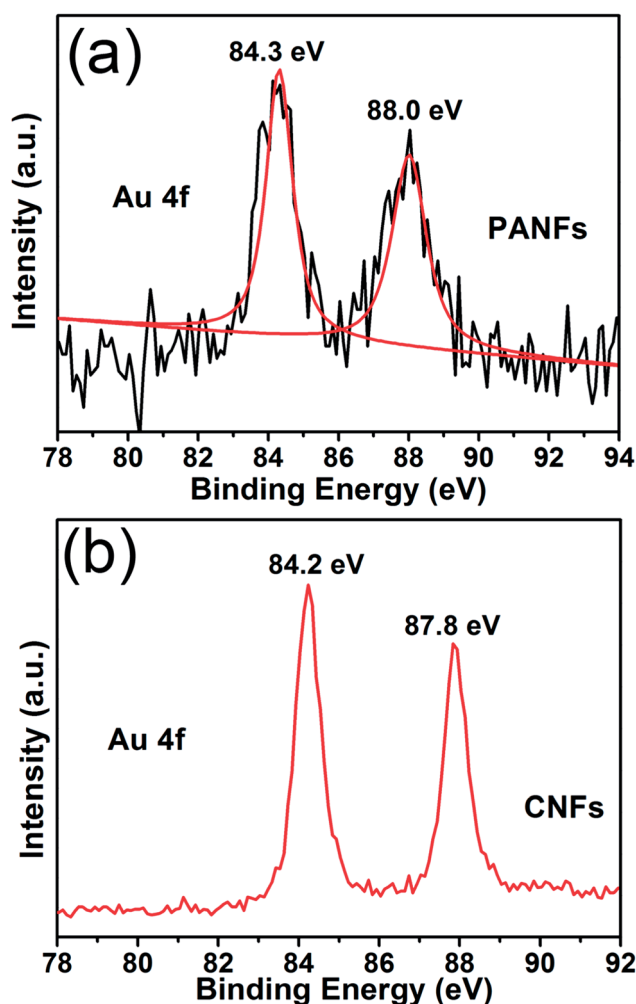 (a)
84.3 eV
88.0 eV
Au 4f
PANFs
Intensity (a.u.)
78 80 82 84 86 88 90 92 94
Binding Energy (eV)
(b)
84.2 eV
87.8 eV
Au 4f
CNFs
Intensity (a.u.)
78 80 82 84 86 88 90 92
Binding Energy (eV)